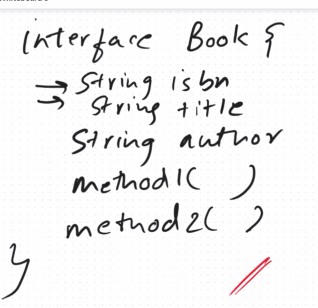 interface Book {
→ String isbn
→ String title
String author
method1( )
method2( )
}